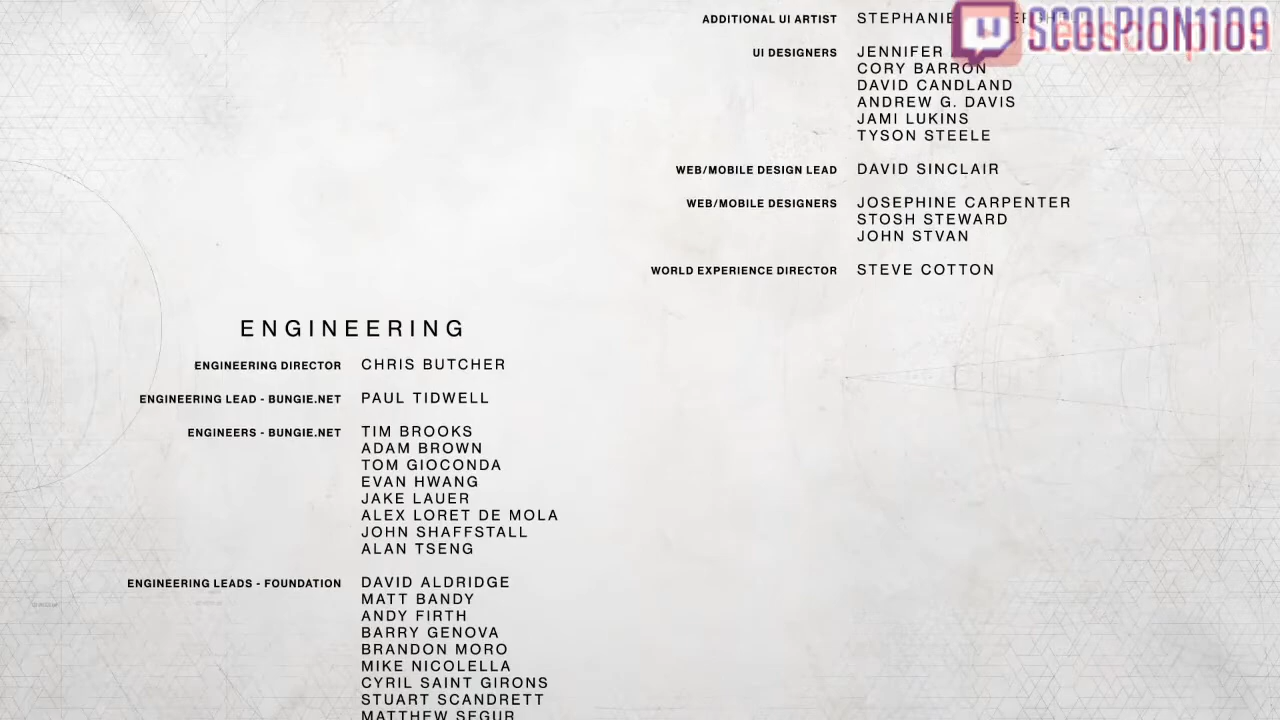 ADDITIONAL UI ARTIST STEPHANIE
SCOLPION1109
UI DESIGNERS JENNIFER
CORY BARRON
DAVID CANDLAND
ANDREW G. DAVIS
JAMI LUKINS
TYSON STEELE
WEB/MOBILE DESIGN LEAD DAVID SINCLAIR
WEB/MOBILE DESIGNERS JOSEPHINE CARPENTER
STOSH STEWARD
JOHN STVAN
WORLD EXPERIENCE DIRECTOR STEVE COTTON
ENGINEERING
ENGINEERING DIRECTOR CHRIS BUTCHER
ENGINEERING LEAD - BUNGIE.NET PAUL TIDWELL
ENGINEERS - BUNGIE.NET TIM BROOKS
ADAM BROWN
TOM GIOCONDA
EVAN HWANG
JAKE LAUER
ALEX LORET DE MOLA
JOHN SHAFFSTALL
ALAN TSENG
ENGINEERING LEADS - FOUNDATION DAVID ALDRIDGE
MATT BANDY
ANDY FIRTH
BARRY GENOVA
BRANDON MORO
MIKE NICOLELLA
CYRIL SAINT GIRONS
STUART SCANDRETT
MATTHEW SEGUR